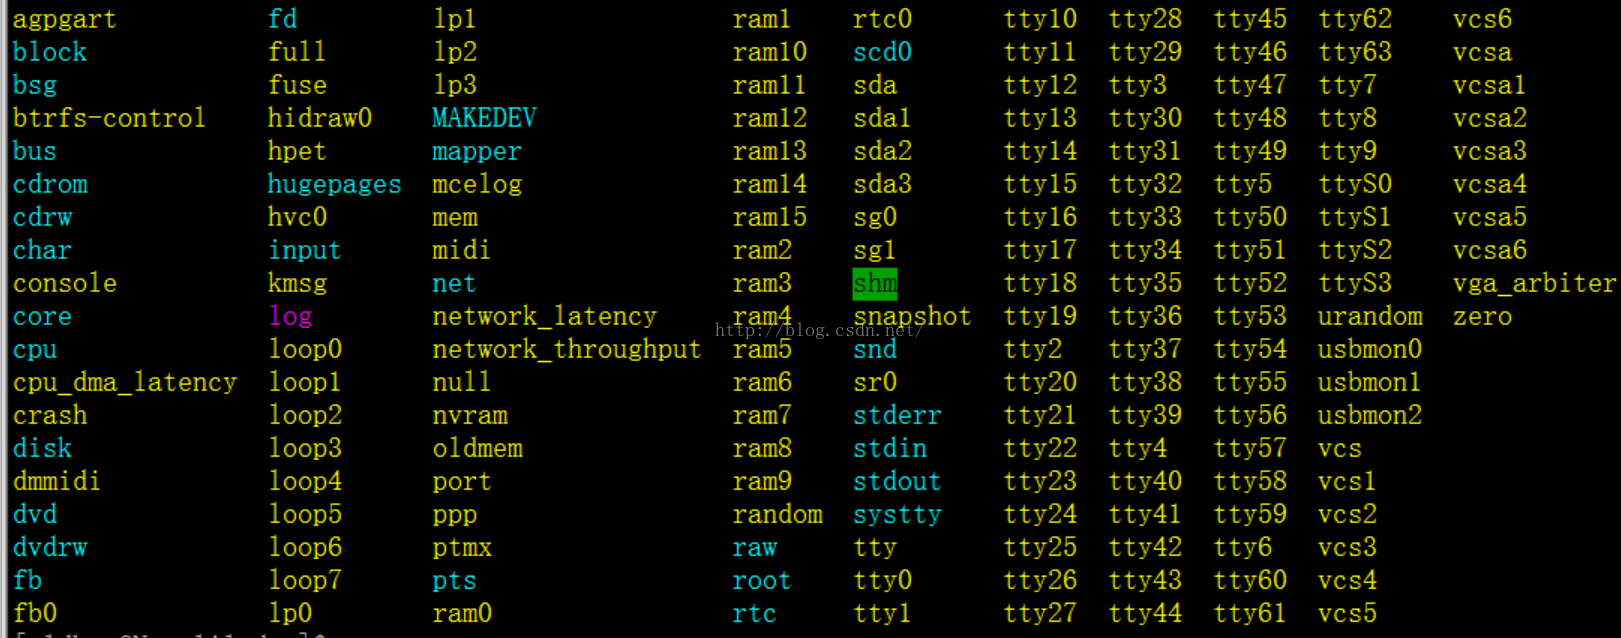 agpgart fd lp1 ram1 rtc0 tty10 tty28 tty45 tty62 vcs6
block full lp2 ram10 scd0 tty11 tty29 tty46 tty63 vcsa
bsg fuse lp3 ram11 sda tty12 tty3 tty47 tty7 vcsa1
btrfs-control hidraw0 MAKEDEV ram12 sda1 tty13 tty30 tty48 tty8 vcsa2
bus hpet mapper ram13 sda2 tty14 tty31 tty49 tty9 vcsa3
cdrom hugepages mcelog ram14 sda3 tty15 tty32 tty5 ttyS0 vcsa4
cdrw hvc0 mem ram15 sg0 tty16 tty33 tty50 ttyS1 vcsa5
char input midi ram2 sg1 tty17 tty34 tty51 ttyS2 vcsa6
console kmsg net ram3 shm tty18 tty35 tty52 ttyS3 vga_arbiter
core log network_latency ram4 snapshot tty19 tty36 tty53 urandom zero
http://blog.csdn.net/
cpu loop0 network_throughput ram5 snd tty2 tty37 tty54 usbmon0
cpu_dma_latency loop1 null ram6 sr0 tty20 tty38 tty55 usbmon1
crash loop2 nvram ram7 stderr tty21 tty39 tty56 usbmon2
disk loop3 oldmem ram8 stdin tty22 tty4 tty57 vcs
dmmidi loop4 port ram9 stdout tty23 tty40 tty58 vcs1
dvd loop5 ppp random systty tty24 tty41 tty59 vcs2
dvdrw loop6 ptmx raw tty tty25 tty42 tty6 vcs3
fb loop7 pts root tty0 tty26 tty43 tty60 vcs4
fb0 lp0 ram0 rtc tty1 tty27 tty44 tty61 vcs5